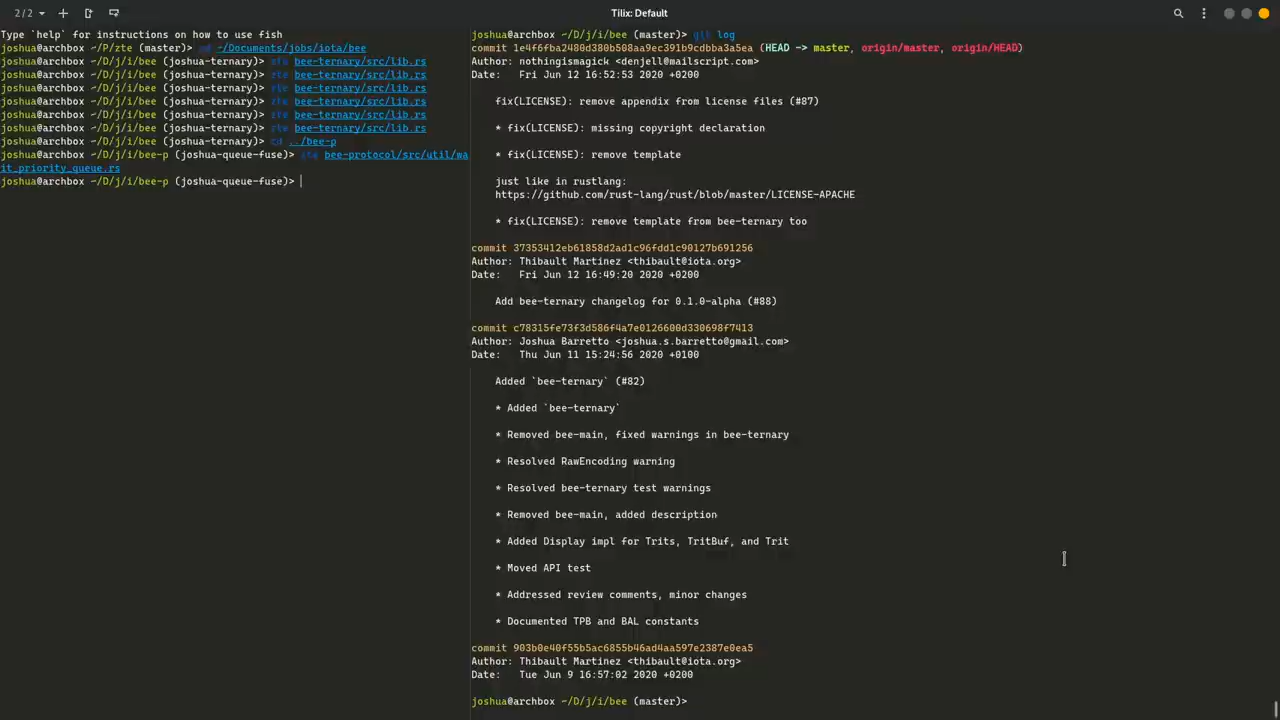 2/2
Tilix: Default
Type `help` for instructions on how to use fish
joshua@archbox ~/P/zte (master)> cd ~/Documents/jobs/iota/bee
joshua@archbox ~/D/j/i/bee (joshua-ternary)> zte bee-ternary/src/lib.rs
joshua@archbox ~/D/j/i/bee (joshua-ternary)> zte bee-ternary/src/lib.rs
joshua@archbox ~/D/j/i/bee (joshua-ternary)> zte bee-ternary/src/lib.rs
joshua@archbox ~/D/j/i/bee (joshua-ternary)> zte bee-ternary/src/lib.rs
joshua@archbox ~/D/j/i/bee (joshua-ternary)> zte bee-ternary/src/lib.rs
joshua@archbox ~/D/j/i/bee (joshua-ternary)> zte bee-ternary/src/lib.rs
joshua@archbox ~/D/j/i/bee (joshua-ternary)> cd ../bee-p
joshua@archbox ~/D/j/i/bee-p (joshua-queue-fuse)> zte bee-protocol/src/util/wa
it_priority_queue.rs
joshua@archbox ~/D/j/i/bee-p (joshua-queue-fuse)>
joshua@archbox ~/D/j/i/bee (master)> git log
commit 1e4f6fba2480d380b508aa9ec391b9cdbba3a5ea (HEAD -> master, origin/master, origin/HEAD)
Author: nothingismagick <denjell@mailscript.com>
Date:   Fri Jun 12 16:52:53 2020 +0200
fix(LICENSE): remove appendix from license files (#87)
* fix(LICENSE): missing copyright declaration
* fix(LICENSE): remove template
just like in rustlang:
https://github.com/rust-lang/rust/blob/master/LICENSE-APACHE
* fix(LICENSE): remove template from bee-ternary too
commit 37353412eb61858d2ad1c96fdd1c90127b691256
Author: Thibault Martinez <thibault@iota.org>
Date:   Fri Jun 12 16:49:20 2020 +0200
Add bee-ternary changelog for 0.1.0-alpha (#88)
commit c78315fe73f3d586f4a7e0126600d330698f7413
Author: Joshua Barretto <joshua.s.barretto@gmail.com>
Date:   Thu Jun 11 15:24:56 2020 +0100
Added `bee-ternary` (#82)
* Added `bee-ternary`
* Removed bee-main, fixed warnings in bee-ternary
* Resolved RawEncoding warning
* Resolved bee-ternary test warnings
* Removed bee-main, added description
* Added Display impl for Trits, TritBuf, and Trit
* Moved API test
* Addressed review comments, minor changes
* Documented TPB and BAL constants
commit 903b0e40f55b5ac6855b46ad4aa597e2387e0ea5
Author: Thibault Martinez <thibault@iota.org>
Date:   Tue Jun 9 16:57:02 2020 +0200
joshua@archbox ~/D/j/i/bee (master)>